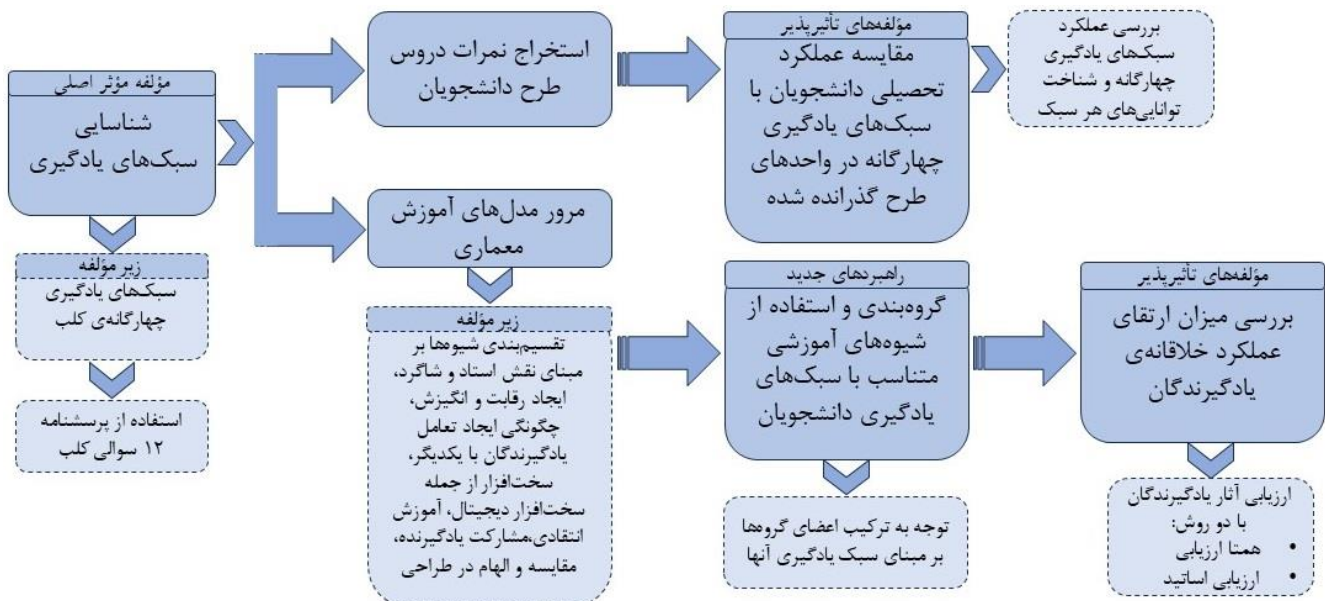 مؤلفه مؤثر اصلی
شناسایی
سبک‌های یادگیری
زیر مؤلفه
سبک‌های یادگیری
چهارگانه‌ی کلب
استفاده از پرسشنامه
۱۲ سوالی کلب
استخراج نمرات دروس
طرح دانشجویان
مؤلفه‌های تأثیرپذیر
مقایسه عملکرد
تحصیلی دانشجویان با
سبک‌های یادگیری
چهارگانه در واحدهای
طرح گذرانده شده
بررسی عملکرد
سبک‌های یادگیری
چهارگانه و شناخت
توانایی‌های هر سبک
مرور مدل‌های آموزش
معماری
زیر مؤلفه
تقسیم‌بندی شیوه‌ها بر
مبنای نقش استاد و شاگرد،
ایجاد رقابت و انگیزش،
چگونگی ایجاد تعامل
یادگیرندگان با یکدیگر،
سخت‌افزار از جمله
سخت‌افزار دیجیتال، آموزش
انتقادی،مشارکت یادگیرنده،
مقایسه و الهام در طراحی
راهبردهای جدید
گروه‌بندی و استفاده از
شیوه‌های آموزشی
متناسب با سبک‌های
یادگیری دانشجویان
توجه به ترکیب اعضای گروه‌ها
بر مبنای سبک یادگیری آنها
مؤلفه‌های تأثیرپذیر
بررسی میزان ارتقای
عملکرد خلاقانه‌ی
یادگیرندگان
ارزیابی آثار یادگیرندگان
با دو روش:
• همتا ارزیابی
• ارزیابی اساتید